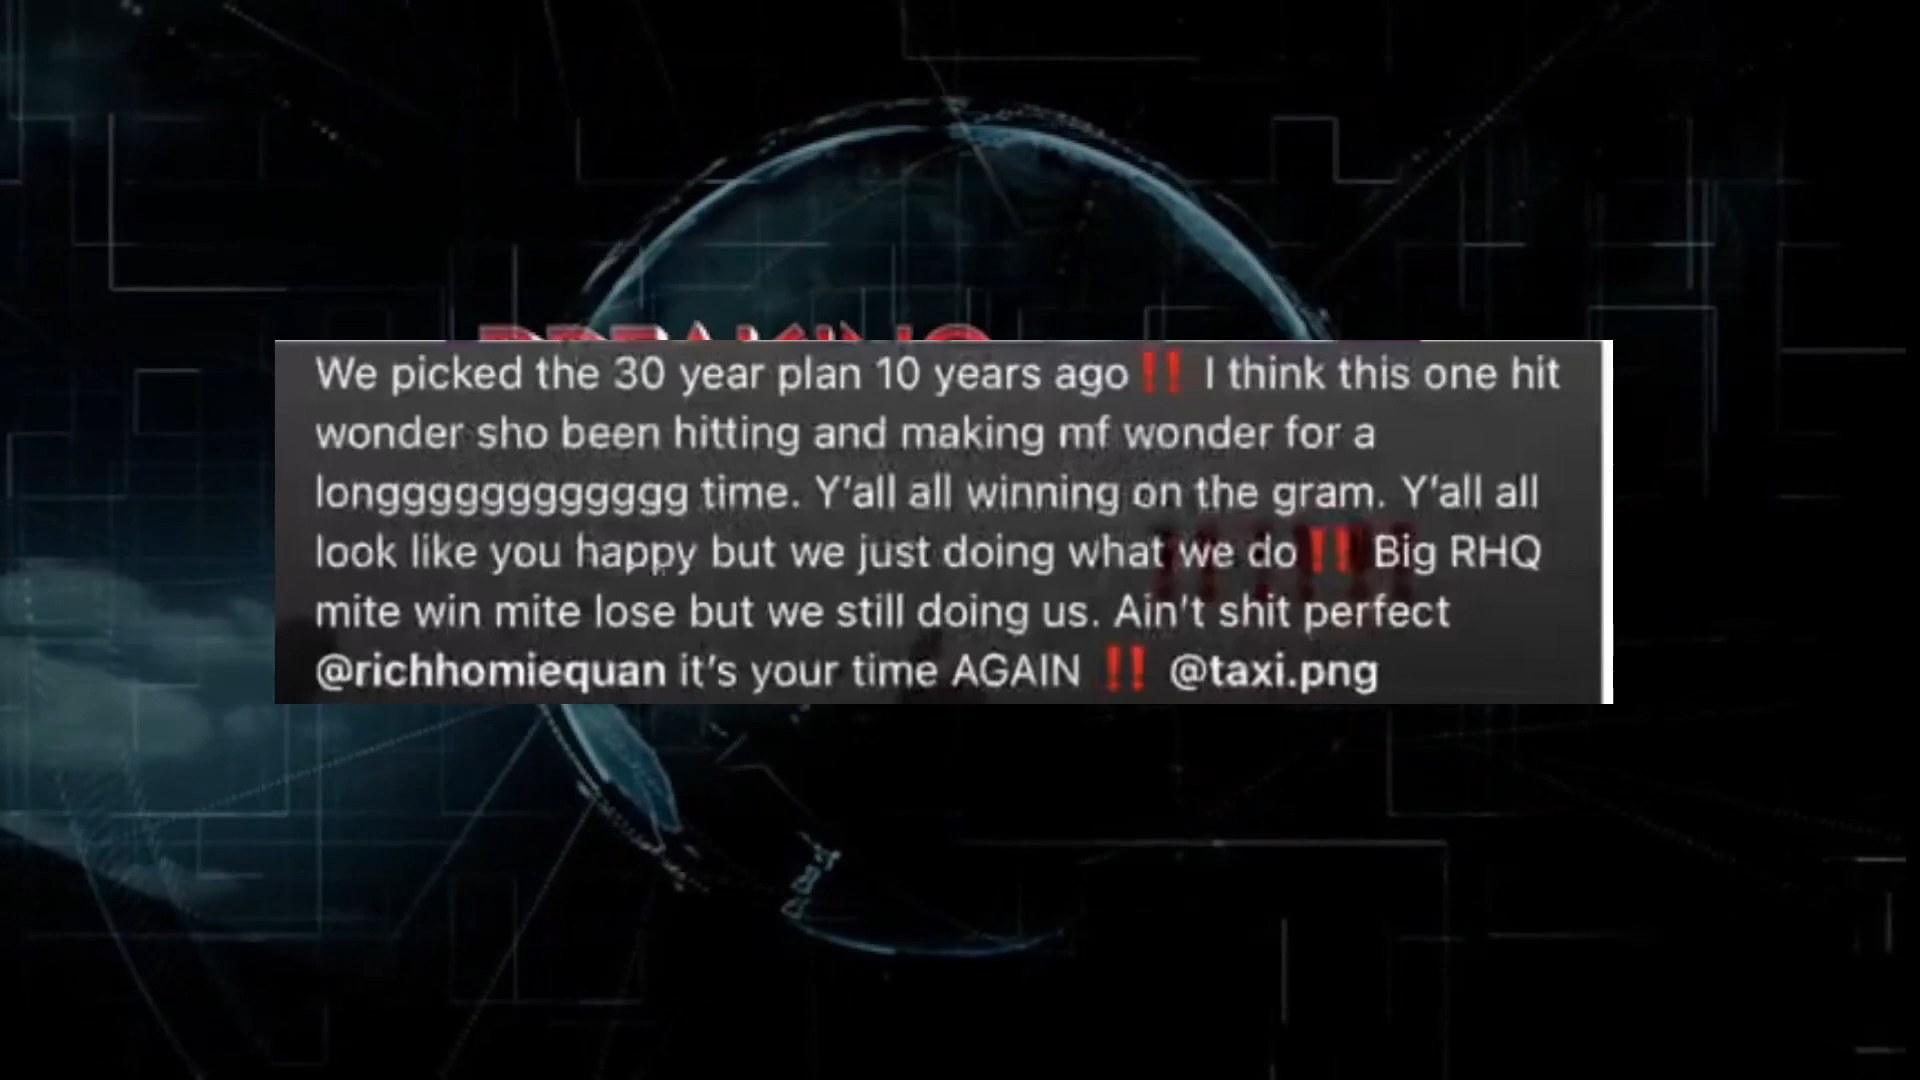 BREAKING
We picked the 30 year plan 10 years ago‼️ I think this one hit
wonder sho been hitting and making mf wonder for a
longgggggggggggg time. Y'all all winning on the gram. Y'all all
look like you happy but we just doing what we do‼️ Big RHQ
mite win mite lose but we still doing us. Ain't shit perfect
@richhomiequan it's your time AGAIN ‼️ @taxi.png